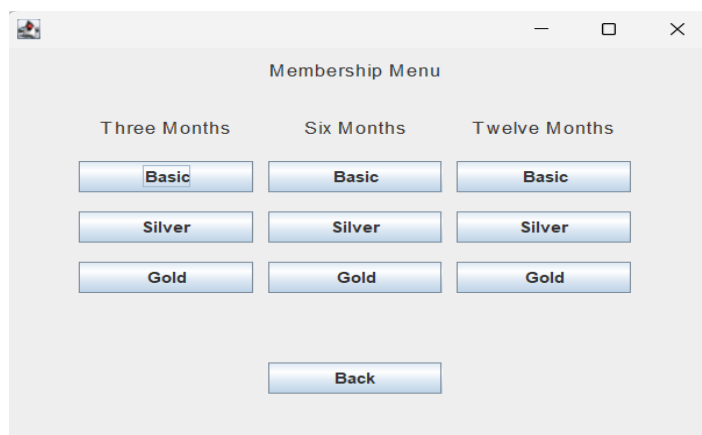 Membership Menu
Three Months Six Months Twelve Months
Basic Basic Basic
Silver Silver Silver
Gold Gold Gold
Back